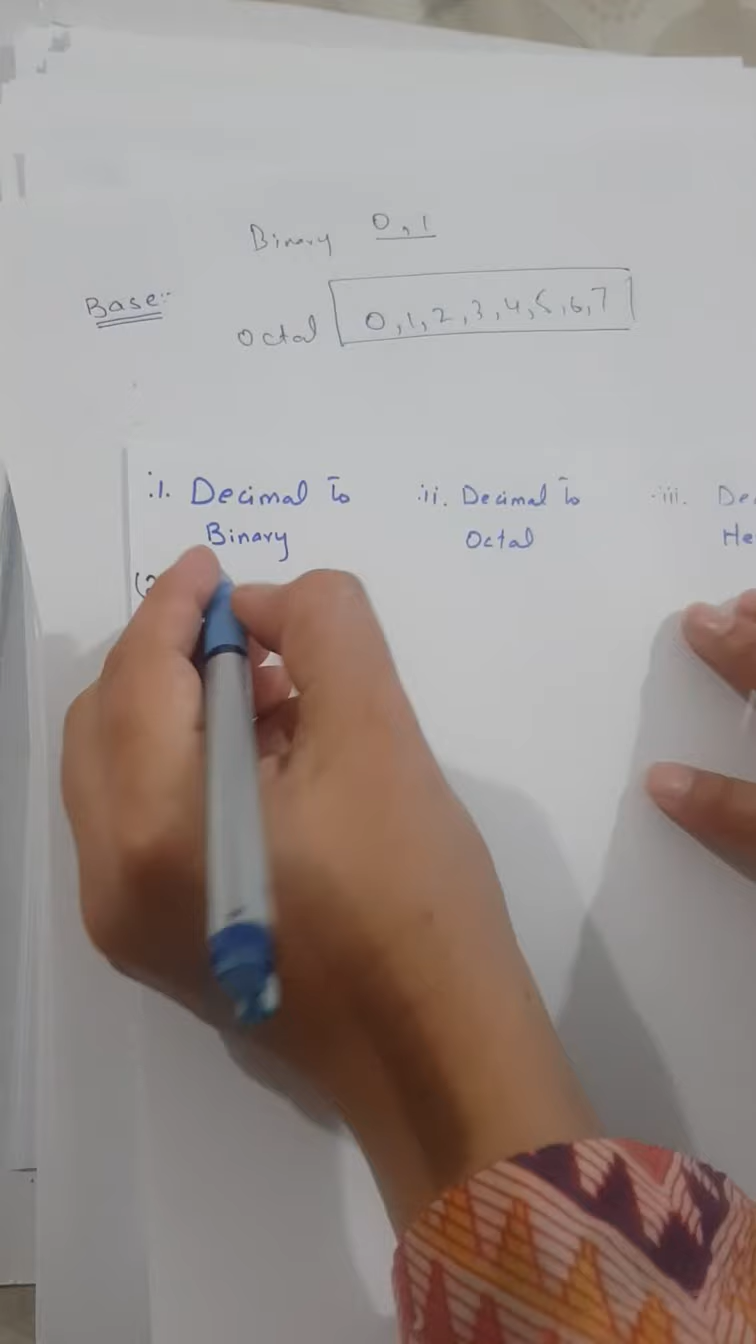 Binary 0,1
Base:-
Octal 0,1,2,3,4,5,6,7
i. Decimal To
Binary
ii. Decimal To
Octal
iii. De
He
(2